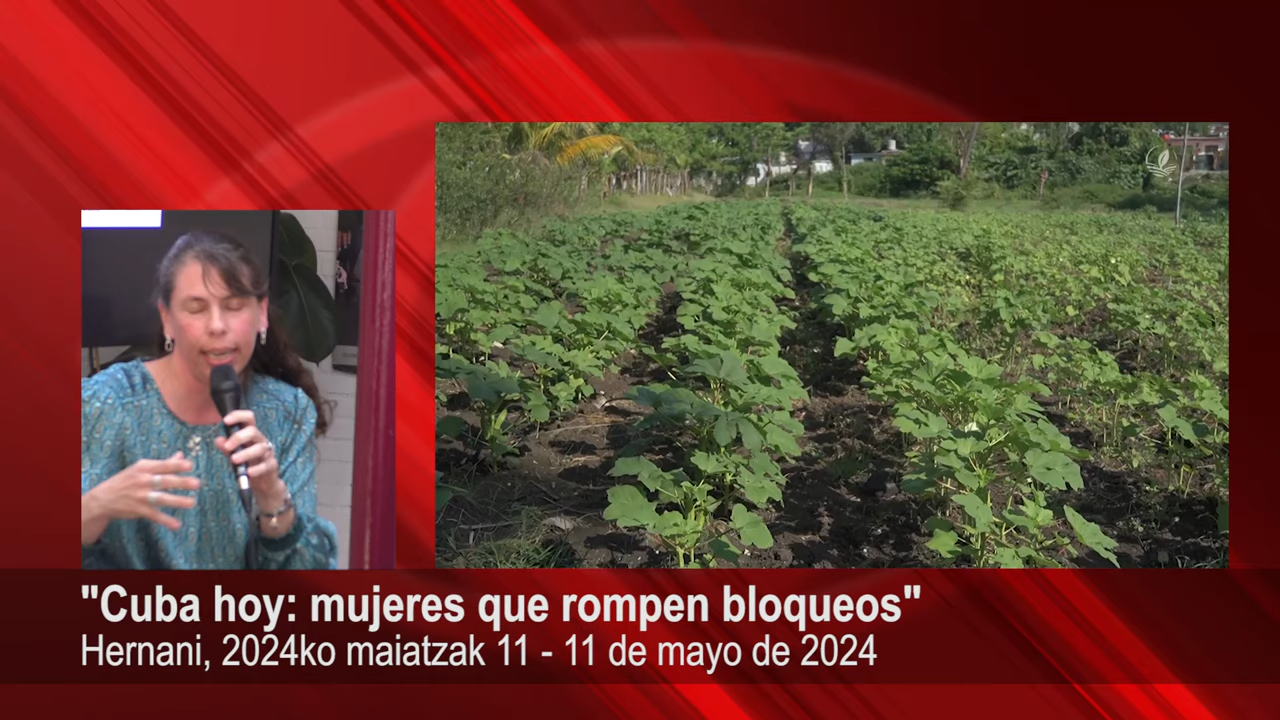 "Cuba hoy: mujeres que rompen bloqueos"
Hernani, 2024ko maiatzak 11 - 11 de mayo de 2024